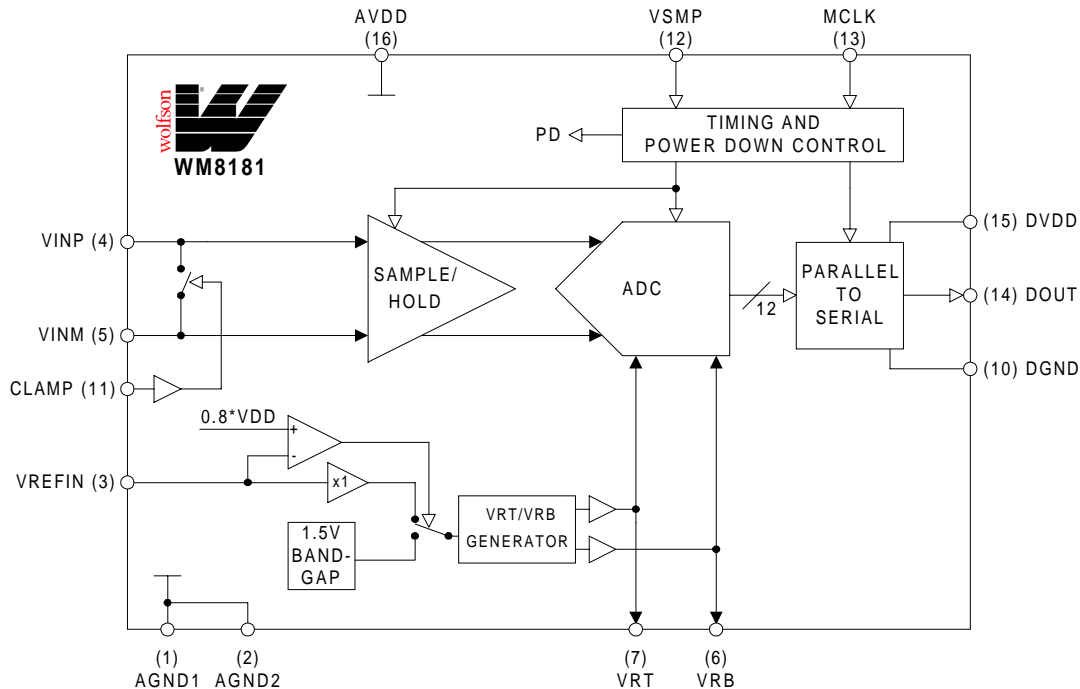 AVDD
(16)
VSMP
(12)
MCLK
(13)
wolfson
®
WM8181
PD
TIMING AND
POWER DOWN CONTROL
VINP (4)
VINM (5)
CLAMP (11)
SAMPLE/
HOLD
ADC
12
PARALLEL
TO
SERIAL
(15) DVDD
(14) DOUT
(10) DGND
0.8*VDD
+
-
VREFIN (3)
x1
1.5V
BAND-
GAP
VRT/VRB
GENERATOR
(1)
AGND1
(2)
AGND2
(7)
VRT
(6)
VRB